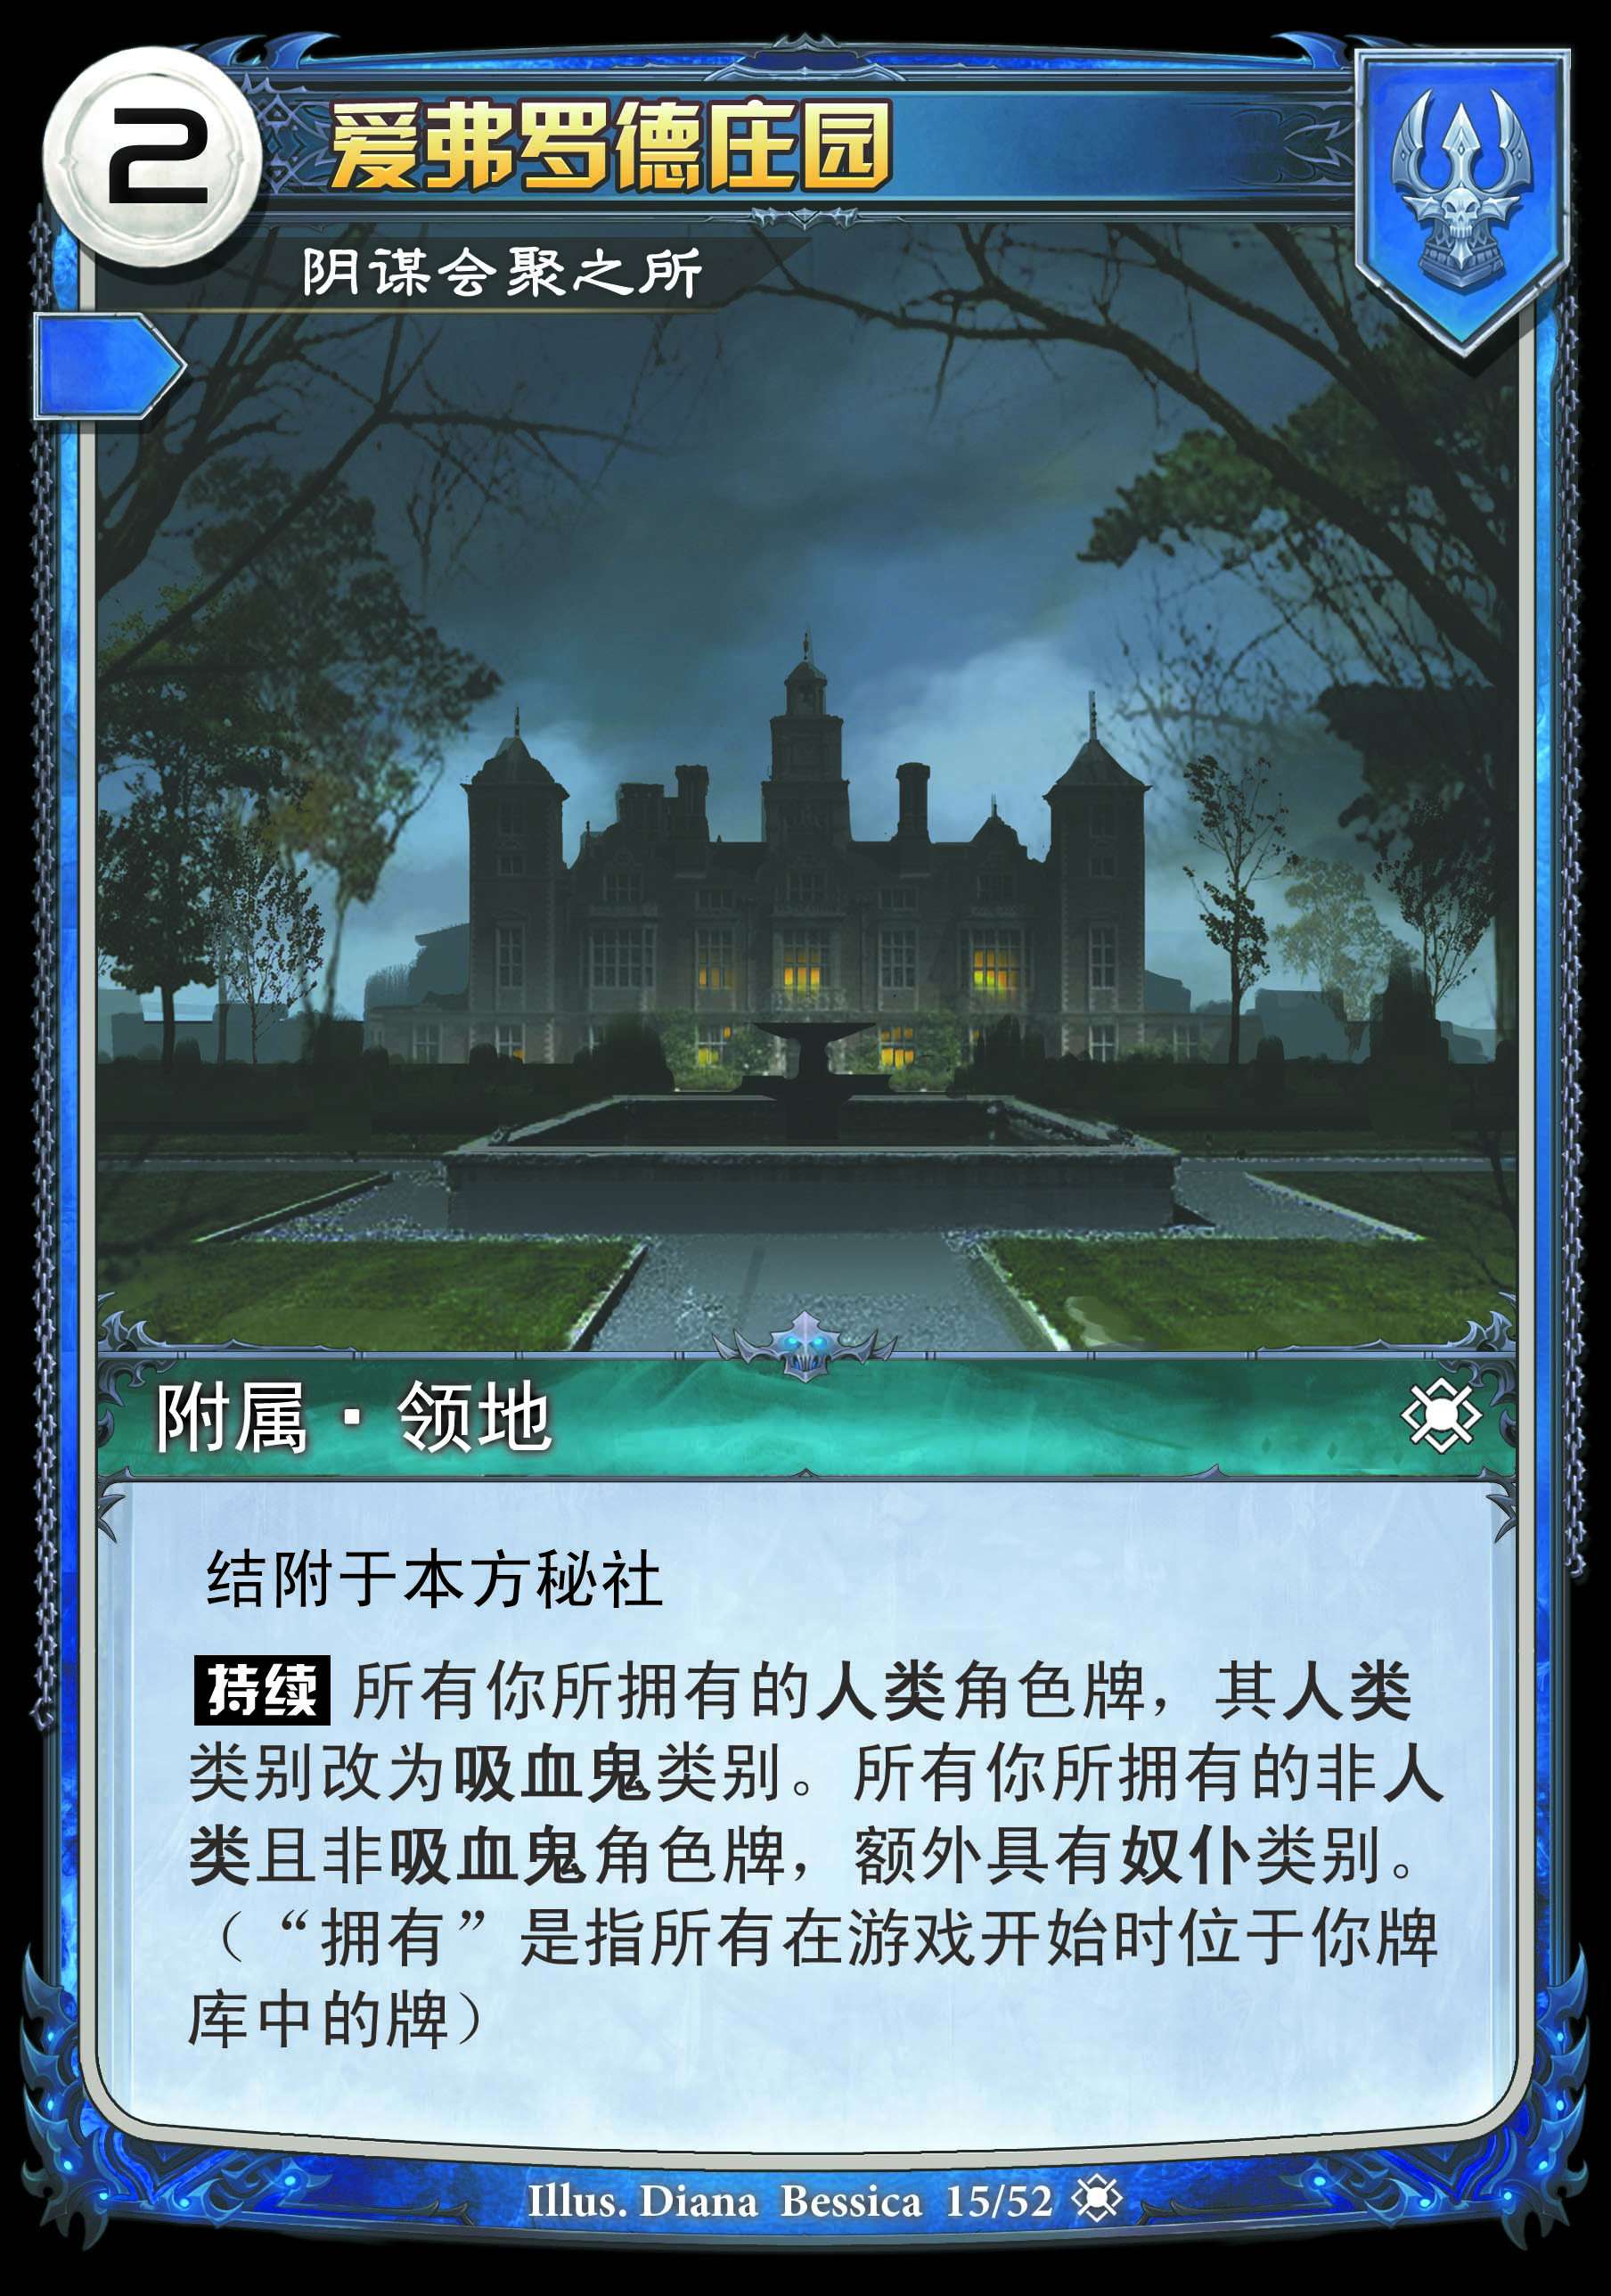 2
爱弗罗德庄园
阴谋会聚之所
附属·领地
结附于本方秘社
持续 所有你所拥有的人类角色牌，其人类
类别改为吸血鬼类别。所有你所拥有的非人
类且非吸血鬼角色牌，额外具有奴仆类别。
（“拥有”是指所有在游戏开始时位于你牌
库中的牌）
Illus. Diana Bessica 15/52